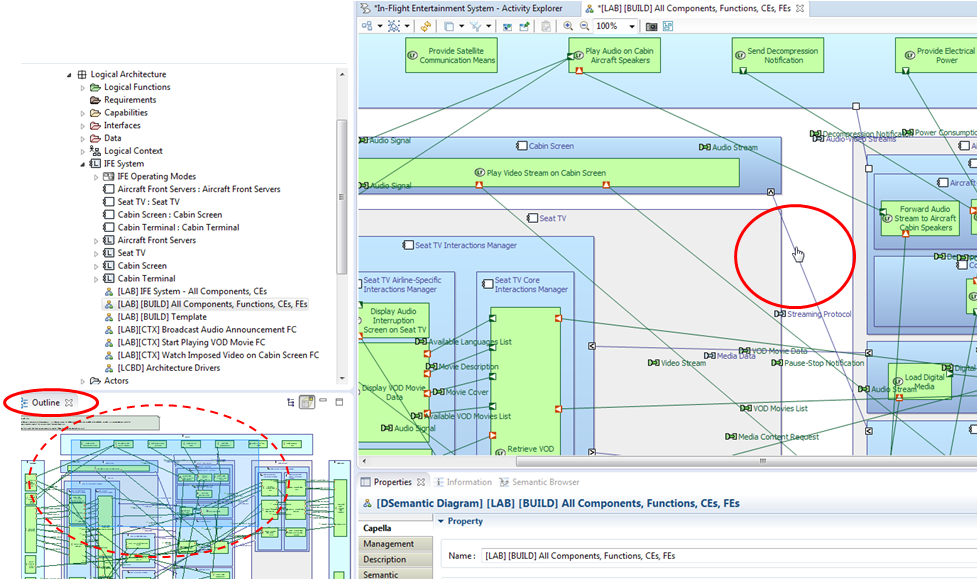 *In-Flight Entertainment System - Activity Explorer
*[LAB] [BUILD] All Components, Functions, CEs, FEs
100%
Logical Architecture
Logical Functions
Requirements
Capabilities
Interfaces
Data
Logical Context
IFE System
IFE Operating Modes
Aircraft Front Servers : Aircraft Front Servers
Seat TV : Seat TV
Cabin Screen : Cabin Screen
Cabin Terminal : Cabin Terminal
Aircraft Front Servers
Seat TV
Cabin Screen
Cabin Terminal
[LAB] IFE System - All Components, CEs
[LAB] [BUILD] All Components, Functions, CEs, FEs
[LAB] [BUILD] Template
[LAB][CTX] Broadcast Audio Announcement FC
[LAB][CTX] Start Playing VOD Movie FC
[LAB][CTX] Watch Imposed Video on Cabin Screen FC
[LCBD] Architecture Drivers
Actors
Outline
Provide Satellite
Communication Means
Play Audio on Cabin
Aircraft Speakers
Send Decompression
Notification
Provide Electrical
Power
Audio Signal
Cabin Screen
Audio Stream
Decompression Notification
Power Consumptio
Audio-Video Streams
Play Video Stream on Cabin Screen
Audio Signal
Seat TV
Aircraft
Forward Audio
Stream to Aircraft
Cabin Speakers
Seat TV Interactions Manager
Seat TV Airline-Specific
Interactions Manager
Seat TV Core
Interactions Manager
Display Audio
Interruption
Screen on Seat TV
Streaming Protocol
Available Languages List
VOD Movie Data
Media Data
Video Stream
Pause-Stop Notification
Movie Description
Display VOD Movie
Data
Movie Cover
Load Digital
Media
Digital
Audio Stream
Available VOD Movies List
VOD Movies List
Audio Signal
Media Content Request
Retrieve VOD
Properties
Information
Semantic Browser
[DSemantic Diagram] [LAB] [BUILD] All Components, Functions, CEs, FEs
Capella
Management
Description
Semantic
Property
Name :
[LAB] [BUILD] All Components, Functions, CEs, FEs